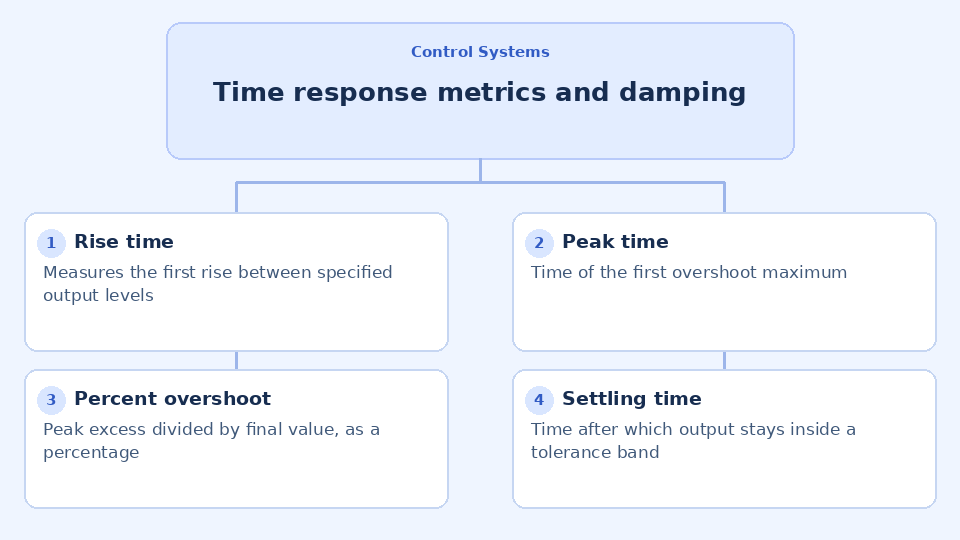 Control Systems
Time response metrics and damping
1 Rise time
Measures the first rise between specified
output levels
2 Peak time
Time of the first overshoot maximum
3 Percent overshoot
Peak excess divided by final value, as a
percentage
4 Settling time
Time after which output stays inside a
tolerance band